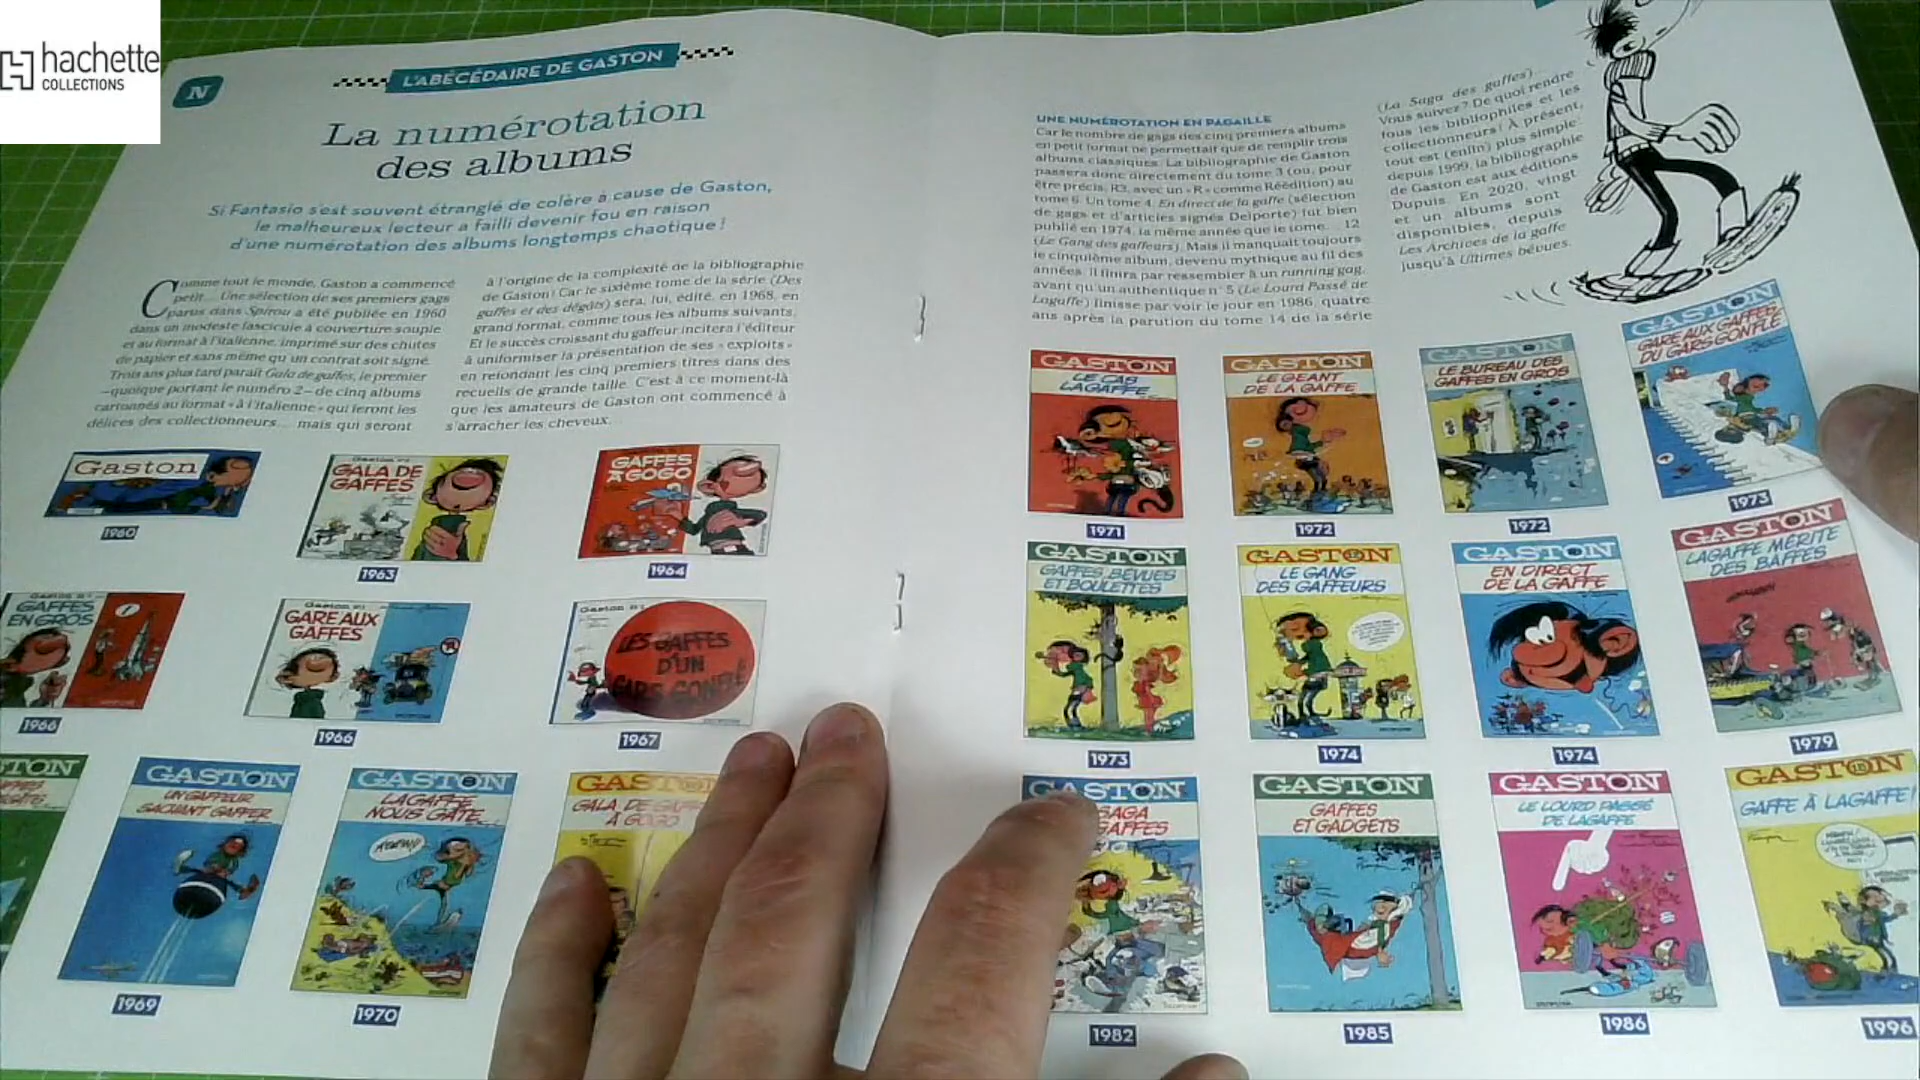 hachette
COLLECTIONS
N
L'ABÉCÉDAIRE DE GASTON
La numérotation
des albums
Si Fantasio s'est souvent étranglé de colère à cause de Gaston,
le malheureux lecteur a failli devenir fou en raison
d'une numérotation des albums longtemps chaotique !
Comme tout le monde, Gaston a commencé
petit... Une sélection de ses premiers gags
parus dans Spirou a été publiée en 1960
dans un modeste fascicule à couverture souple
et au format à l'italienne, imprimé sur des chutes
de papier et sans même qu'un contrat soit signé.
Trois ans plus tard paraît Gala de gaffes, le premier
–quoique portant le numéro 2– de cinq albums
cartonnés au format «à l'italienne» qui feront les
délices des collectionneurs... mais qui seront
à l'origine de la complexité de la bibliographie
de Gaston! Car le sixième tome de la série (Des
gaffes et des dégâts) sera, lui, édité, en 1968, en
grand format, comme tous les albums suivants.
Et le succès croissant du gaffeur incitera l'éditeur
à uniformiser la présentation de ses «exploits»
en refondant les cinq premiers titres dans des
recueils de grande taille. C'est à ce moment-là
que les amateurs de Gaston ont commencé à
s'arracher les cheveux.
UNE NUMÉROTATION EN PAGAILLE
Car le nombre de gags des cinq premiers albums
en petit format ne permettait que de remplir trois
albums classiques. La bibliographie de Gaston
passera donc directement du tome 3 (ou, pour
être précis, R3, avec un «R» comme Réédition) au
tome 6. Un tome 4, En direct de la gaffe (sélection
de gags et d'articles signés Delporte) fut bien
publié en 1974, la même année que le tome... 12
(Le Gang des gaffeurs). Mais il manquait toujours
le cinquième album, devenu mythique au fil des
années. Il finira par ressembler à un running gag,
avant qu'un authentique n° 5 (Le Lourd Passé de
Lagaffe) finisse par voir le jour en 1986, quatre
ans après la parution du tome 14 de la série
(La Saga des gaffes)...
Vous suivez? De quoi rendre
fous les bibliophiles et les
collectionneurs! À présent,
tout est (enfin) plus simple:
depuis 1999, la bibliographie
de Gaston est aux éditions
Dupuis. En 2020, vingt
et un albums sont
disponibles, depuis
Les Archives de la gaffe
jusqu'à Ultimes bévues.
Gaston
1960
GALA DE
GAFFES
1963
GAFFES
À GOGO
1964
GAFFES
EN GROS
1966
GARE AUX
GAFFES
1966
LES GAFFES
D'UN
GARS GONFLÉ
1967
GASTON
UN GAFFEUR
SACHANT GAFFER
1969
GASTON
LAGAFFE
NOUS GÂTE
1970
GASTON
GALA DE GAFFES
À GOGO
GASTON
LE CAS
LAGAFFE
1971
GASTON
LE GÉANT
DE LA GAFFE
1972
GASTON
LE BUREAU DES
GAFFES EN GROS
1972
GASTON
GARE AUX GAFFES
DU GARS GONFLÉ
1973
GASTON
GAFFES BÉVUES
ET BOULETTES
1973
GASTON
LE GANG
DES GAFFEURS
1974
GASTON
EN DIRECT
DE LA GAFFE
1974
GASTON
LAGAFFE MÉRITE
DES BAFFES
1979
GASTON
SAGA
GAFFES
1982
GASTON
GAFFES
ET GADGETS
1985
GASTON
LE LOURD PASSÉ
DE LAGAFFE
1986
GASTON
GAFFE À LAGAFFE!
1996